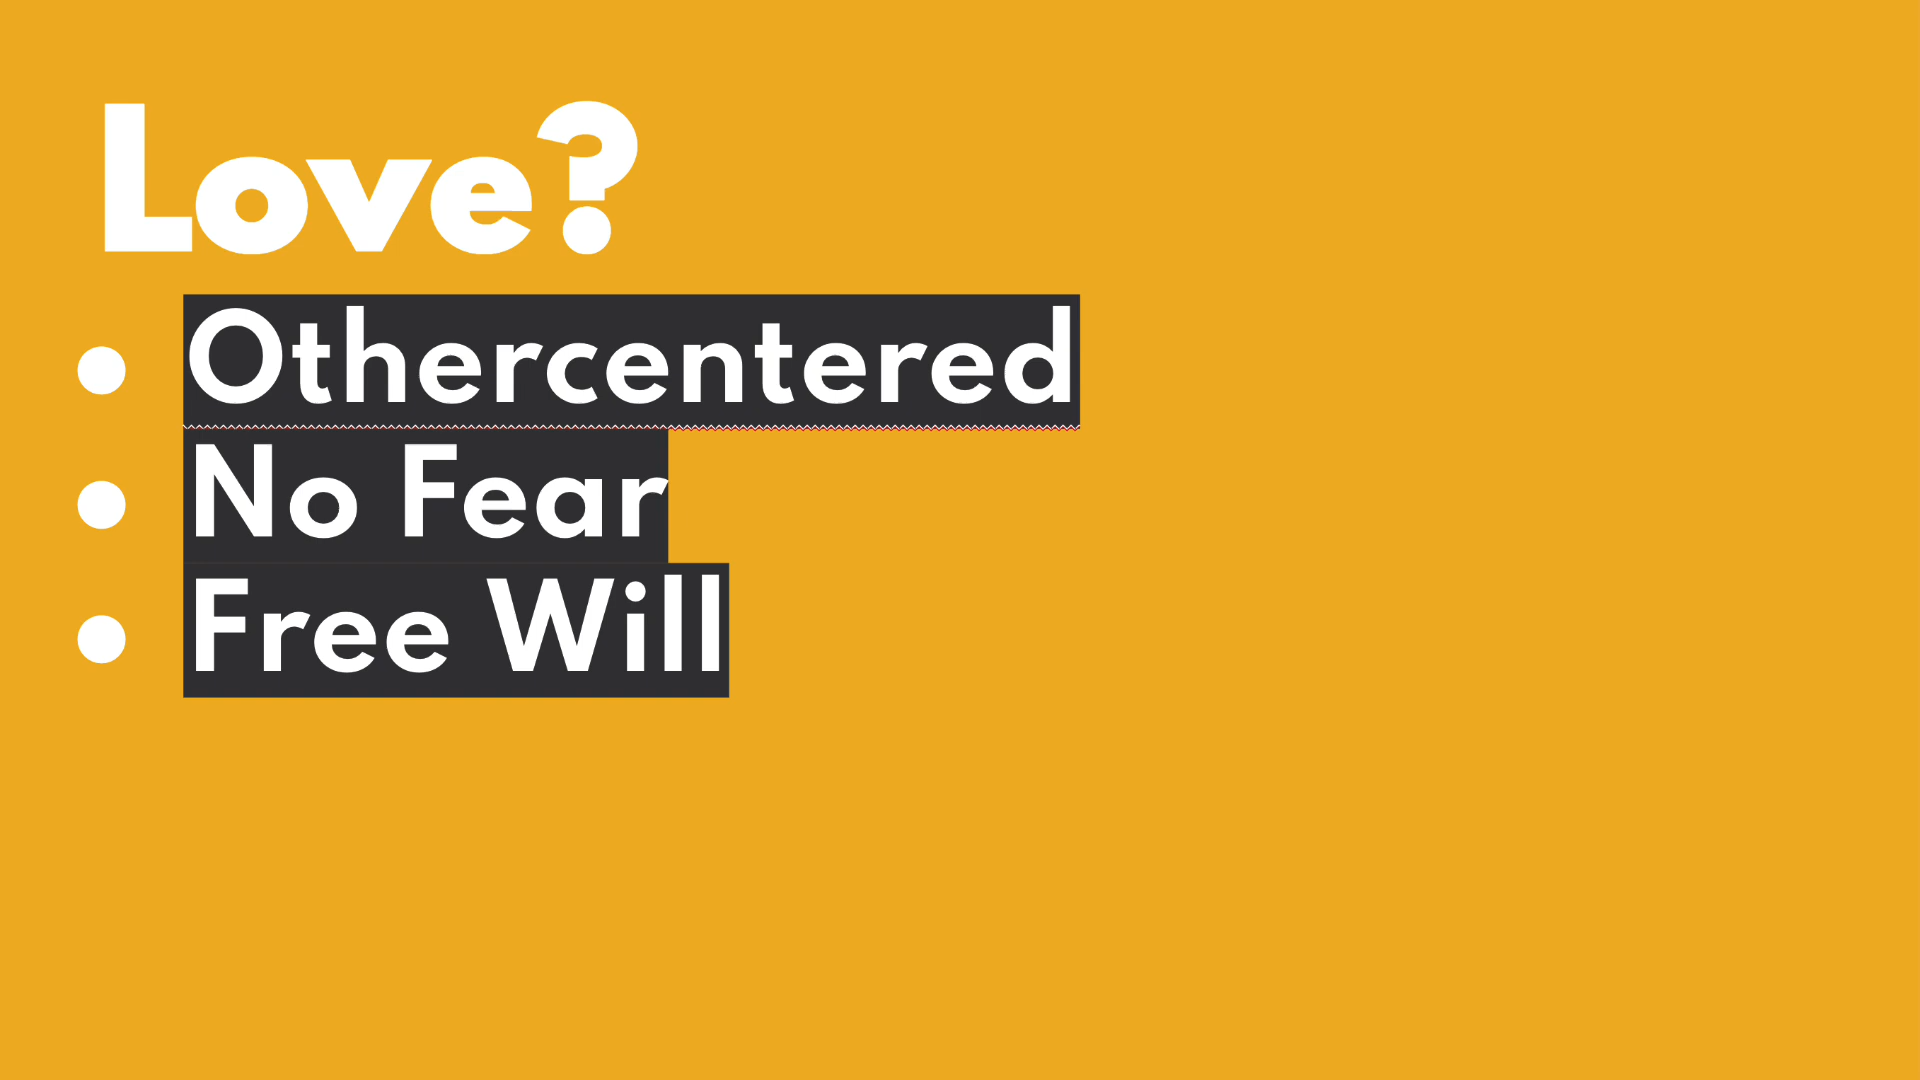 Love?
• Othercentered
• No Fear
• Free Will